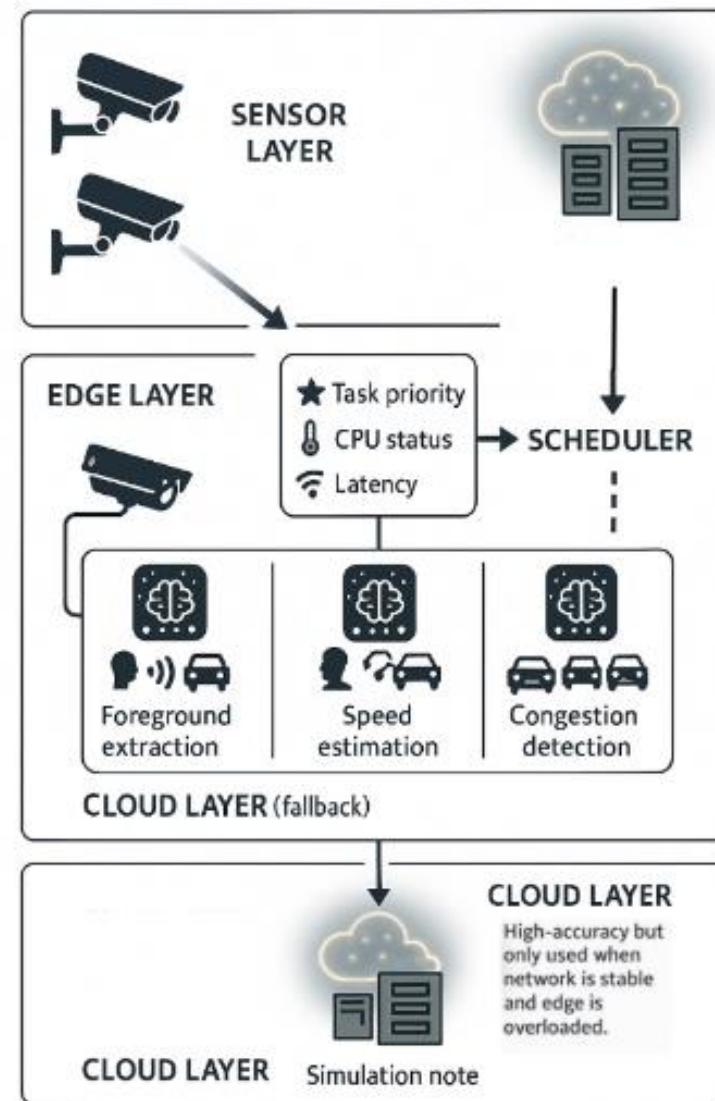 SENSOR
LAYER
EDGE LAYER
Task priority
CPU status
Latency
SCHEDULER
Foreground
extraction
Speed
estimation
Congestion
detection
CLOUD LAYER (fallback)
CLOUD LAYER
High-accuracy but
only used when
network is stable
and edge is
overloaded.
CLOUD LAYER
Simulation note